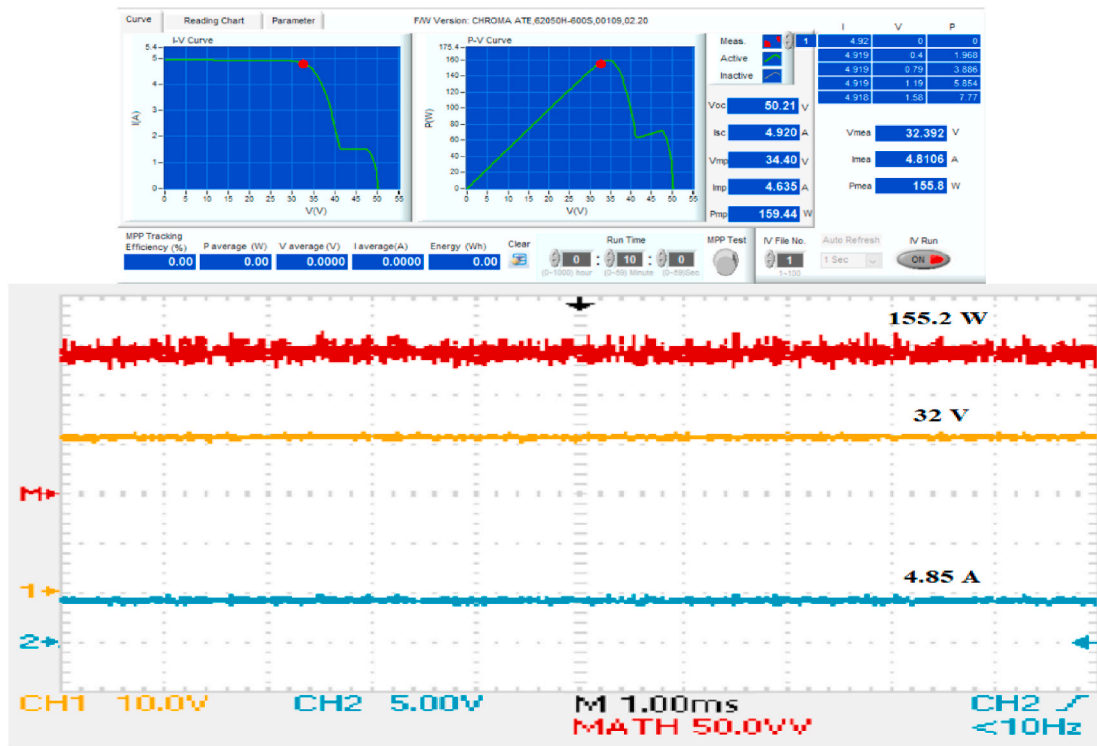 Curve Reading Chart Parameter F/W Version: CHROMA ATE,62050H-600S,00109,02.20
I-V Curve
5.4
5
4
3
2
1
0
I(A)
0 5 10 15 20 25 30 35 40 45 50 55
V(V)
P-V Curve
175.4
160
140
120
100
80
60
40
20
0
P(W)
0 5 10 15 20 25 30 35 40 45 50 55
V(V)
Meas. 1
Active
Inactive
Voc 50.21 V
Isc 4.920 A
Vmp 34.40 V
Imp 4.635 A
Pmp 159.44 W
I V P
4.92 0 0
4.919 0.4 1.968
4.919 0.79 3.886
4.919 1.19 5.854
4.918 1.58 7.77
Vmea 32.392 V
Imea 4.8106 A
Pmea 155.8 W
MPP Tracking
Efficiency (%) P average (W) V average (V) I average(A) Energy (Wh) Clear
0.00 0.00 0.0000 0.0000 0.00
Run Time
0 : 10 : 0
(0~1000) hour (0~59) Minute (0~59)Sec
MPP Test
IV File No. Auto Refresh IV Run
1 1 Sec ON
1~100
155.2 W
32 V
M
4.85 A
1
2
CH1 10.0V CH2 5.00V M 1.00ms CH2
MATH 50.0VV <10Hz